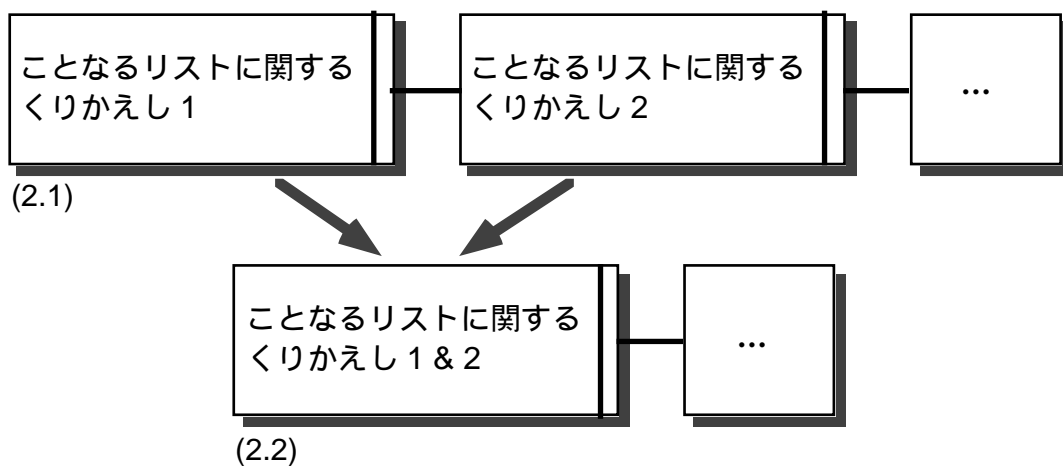 ことなるリストに関する
くりかえし 1
ことなるリストに関する
くりかえし 2
...
(2.1)
ことなるリストに関する
くりかえし 1 & 2
...
(2.2)